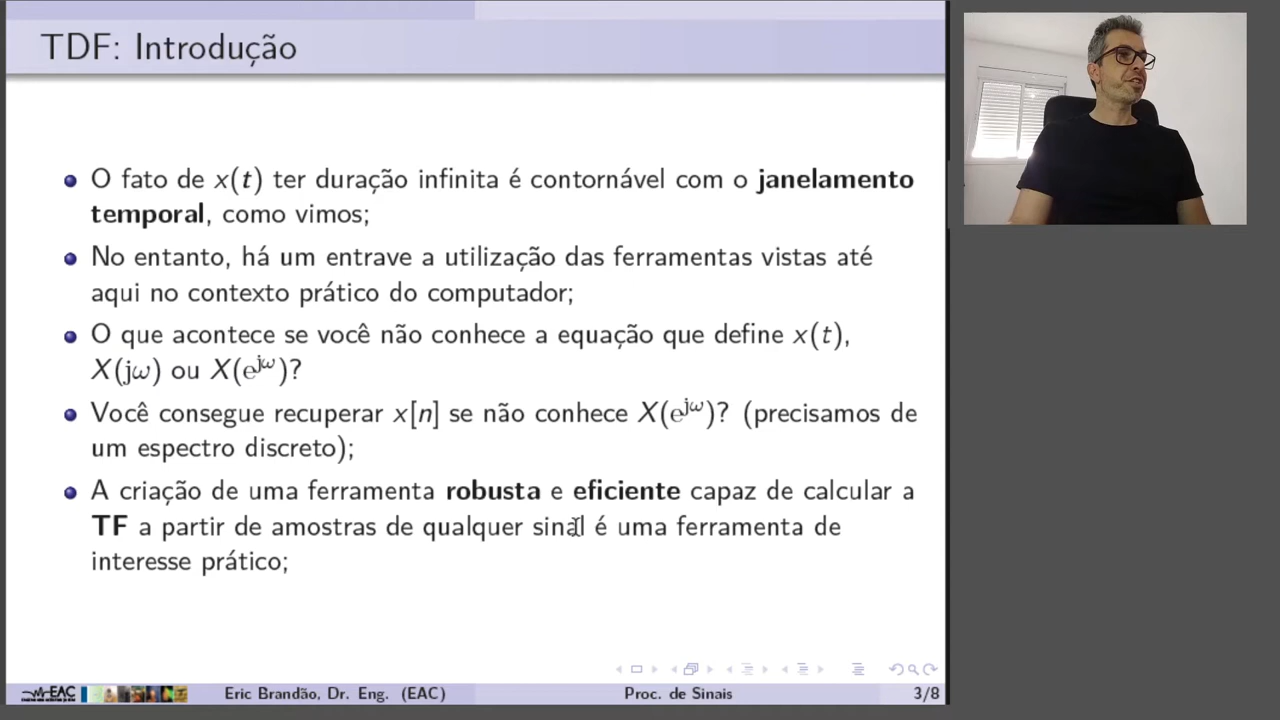 TDF: Introdução
O fato de x(t) ter duração infinita é contornável com o janelamento
temporal, como vimos;
No entanto, há um entrave a utilização das ferramentas vistas até
aqui no contexto prático do computador;
O que acontece se você não conhece a equação que define x(t),
X(jω) ou X(e^jω)?
Você consegue recuperar x[n] se não conhece X(e^jω)? (precisamos de
um espectro discreto);
A criação de uma ferramenta robusta e eficiente capaz de calcular a
TF a partir de amostras de qualquer sinal é uma ferramenta de
interesse prático;
EAC Eric Brandão, Dr. Eng. (EAC) Proc. de Sinais 3/8